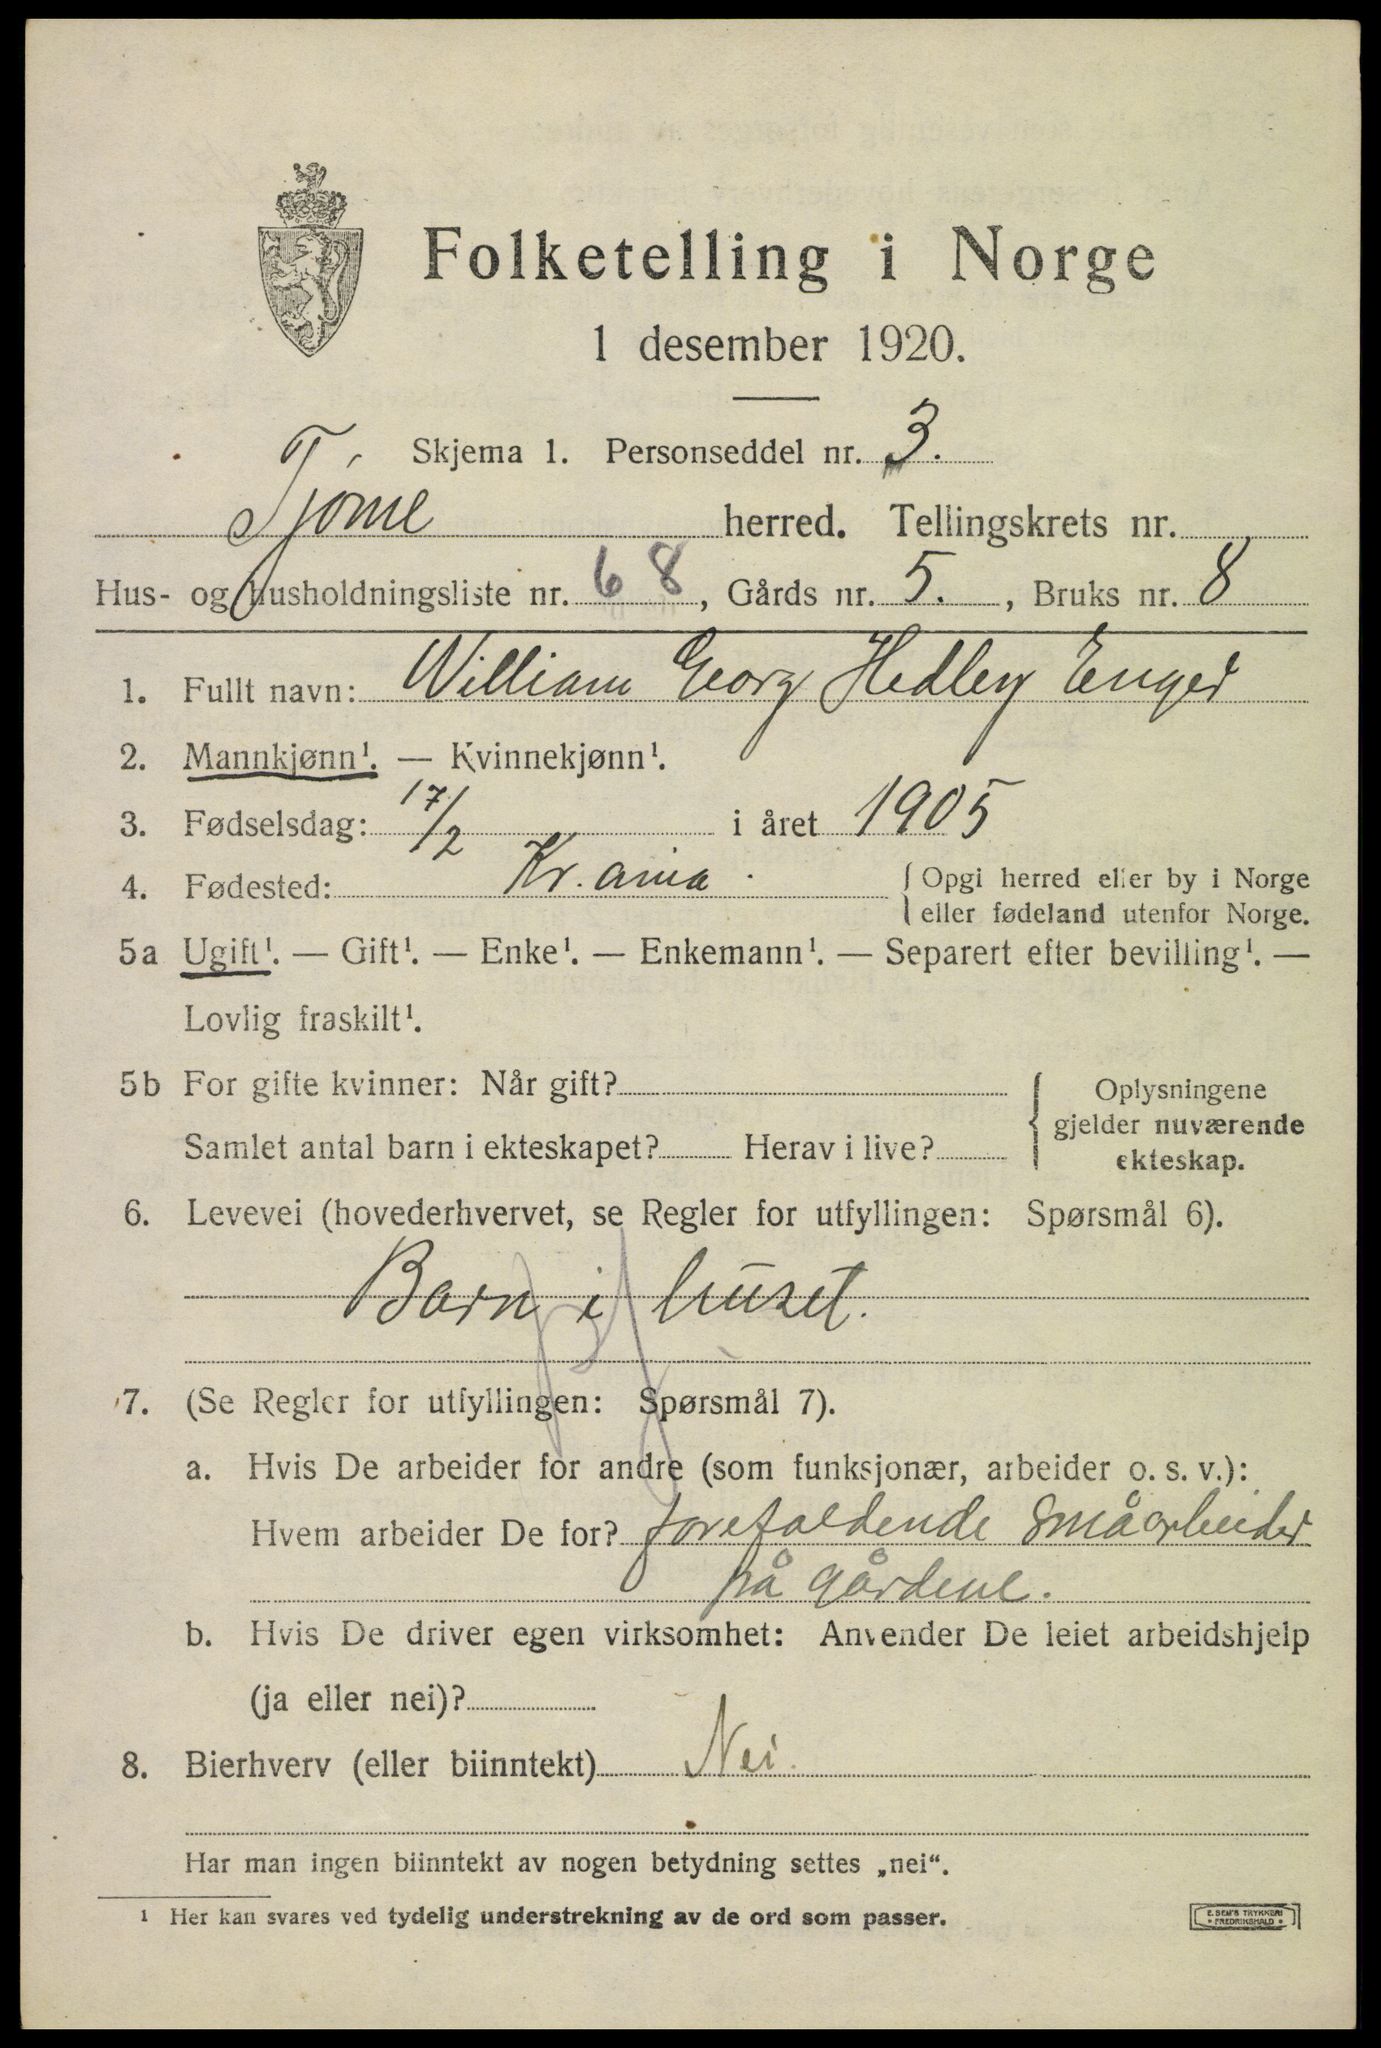 Folketelling i Norge
1 desember 1920.
Skjema 1. Personseddel nr. 3.
Tjöme herred. Tellingskrets nr.
Hus- og husholdningsliste nr. 68, Gårds nr. 5., Bruks nr. 8
1. Fullt navn: William Georg Hedley Enger
2. Mannkjønn¹. — Kvinnekjønn¹.
3. Fødselsdag: 17/2 i året 1905
4. Fødested: Kr.ania. { Opgi herred eller by i Norge
eller fødeland utenfor Norge.
5a Ugift¹. — Gift¹. — Enke¹. — Enkemann¹. — Separert efter bevilling¹. —
Lovlig fraskilt¹.
5b For gifte kvinner: Når gift? { Oplysningene
gjelder nuværende
Samlet antal barn i ekteskapet? Herav i live?
ekteskap.
6. Levevei (hovederhvervet, se Regler for utfyllingen: Spørsmål 6).
Barn i huset.
7. (Se Regler for utfyllingen: Spørsmål 7).
a. Hvis De arbeider for andre (som funksjonær, arbeider o. s. v.):
Hvem arbeider De for? forefaldende småarbeider
på gårdene.
b. Hvis De driver egen virksomhet: Anvender De leiet arbeidshjelp
(ja eller nei)?
8. Bierhverv (eller biinntekt) Nei.
Har man ingen biinntekt av nogen betydning settes „nei“.
¹ Her kan svares ved tydelig understrekning av de ord som passer.
E. SEM'S TRYKKERI
• FREDRIKSHALD •